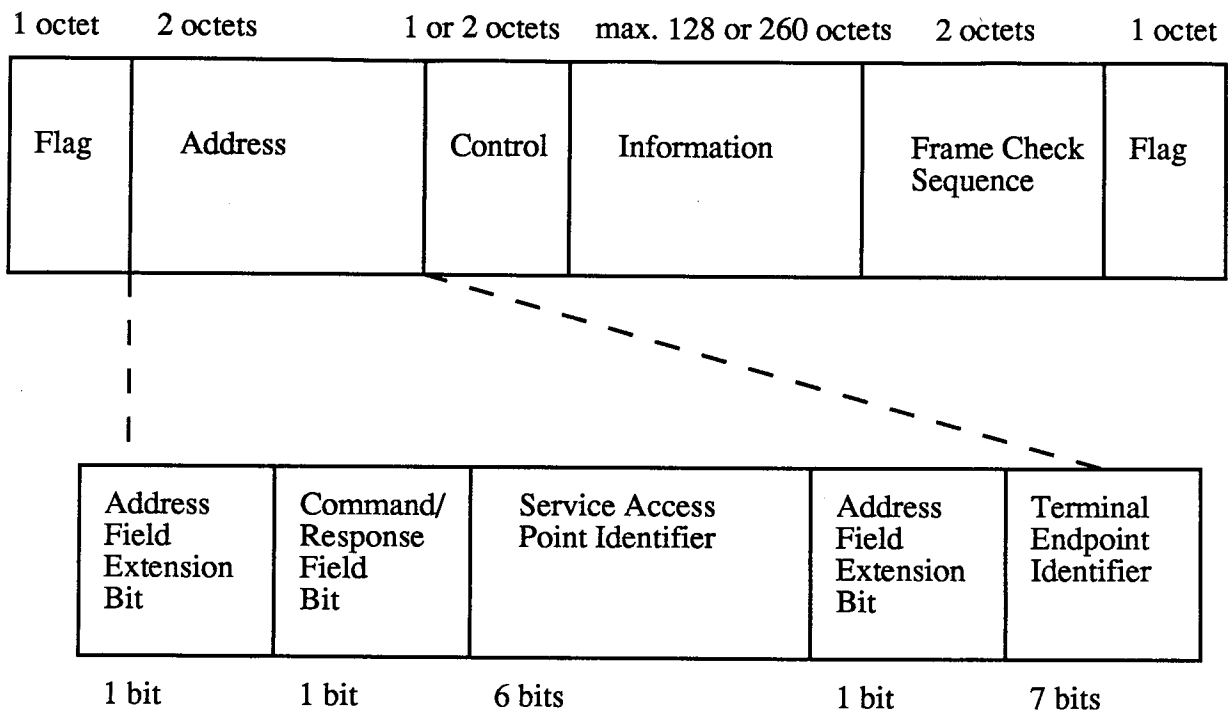 1 octet 2 octets 1 or 2 octets max. 128 or 260 octets 2 octets 1 octet
Flag
Address
Control
Information
Frame Check
Sequence
Flag
Address
Field
Extension
Bit
Command/
Response
Field
Bit
Service Access
Point Identifier
Address
Field
Extension
Bit
Terminal
Endpoint
Identifier
1 bit 1 bit 6 bits 1 bit 7 bits